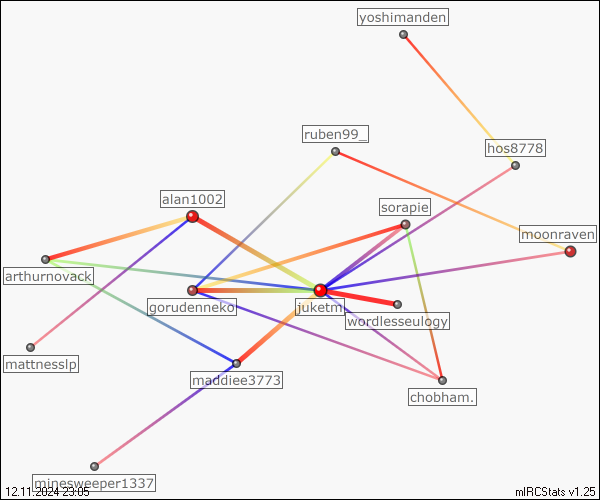 yoshimanden
ruben99_
hos8778
alan1002
sorapie
moonraven
arthurnovack
gorudenneko
juketm
wordlesseulogy
mattnesslp
maddiee3773
chobham.
minesweeper1337
12.11.2024 23:05
mIRCStats v1.25